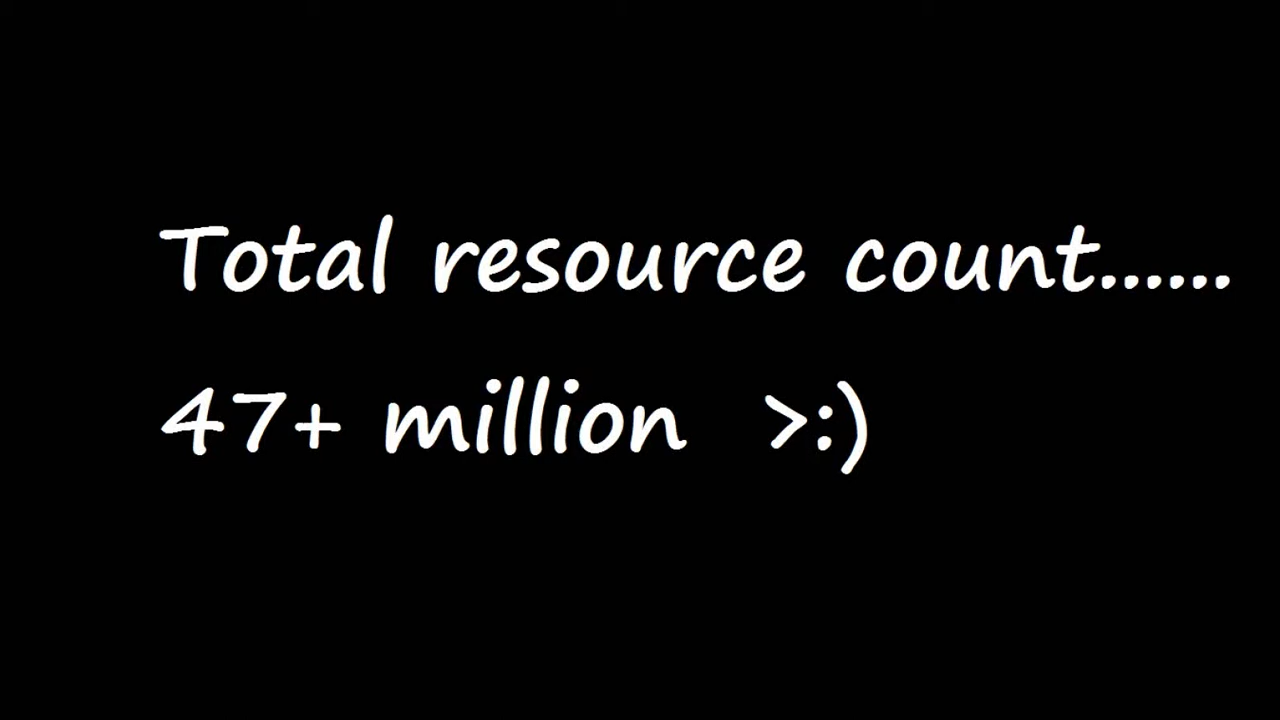 Total resource count......
47+ million >:)